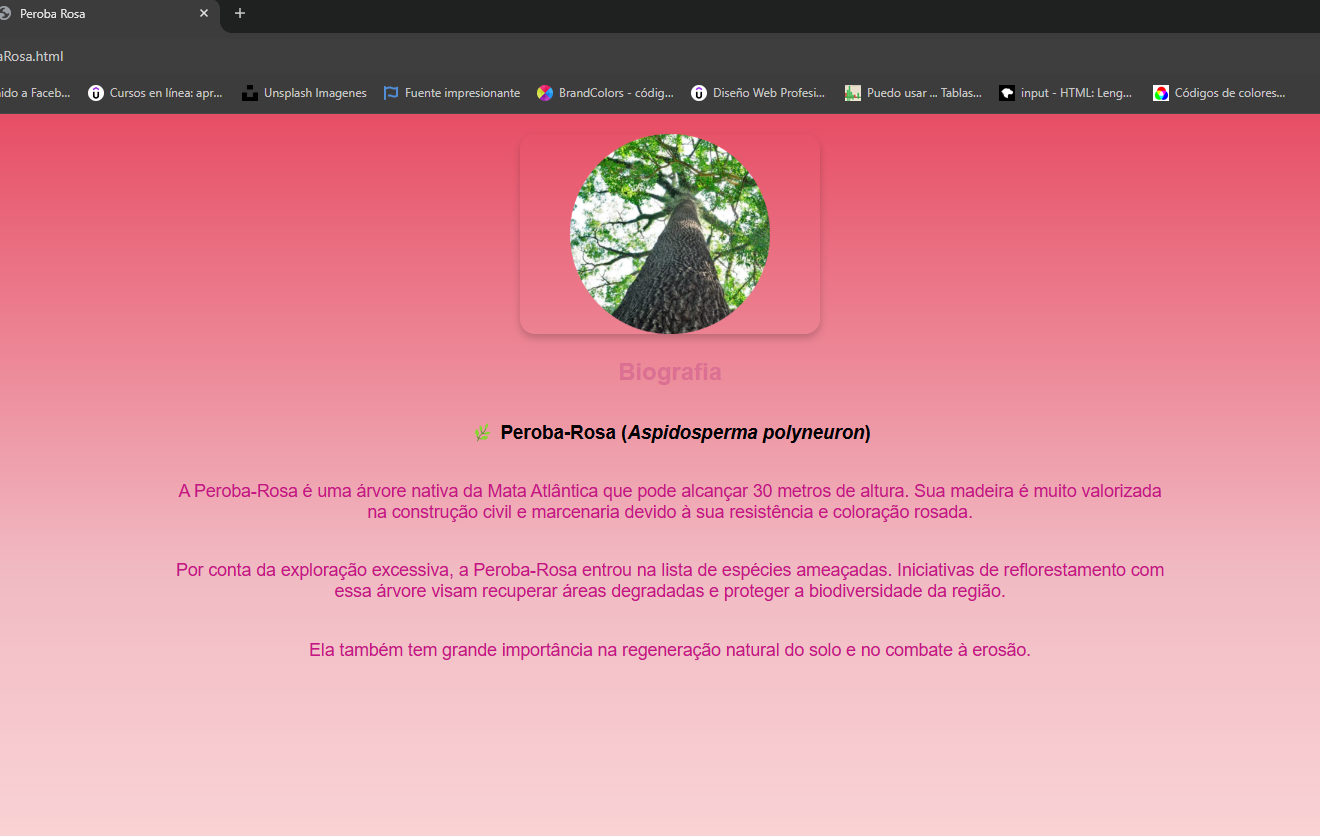 Peroba Rosa
aRosa.html
ido a Faceb...
Cursos en línea: apr...
Unsplash Imagenes
Fuente impresionante
BrandColors - códig...
Diseño Web Profesi...
Puedo usar ... Tablas...
input - HTML: Leng...
Códigos de colores...
Biografia
🌿 Peroba-Rosa (Aspidosperma polyneuron)
A Peroba-Rosa é uma árvore nativa da Mata Atlântica que pode alcançar 30 metros de altura. Sua madeira é muito valorizada
na construção civil e marcenaria devido à sua resistência e coloração rosada.
Por conta da exploração excessiva, a Peroba-Rosa entrou na lista de espécies ameaçadas. Iniciativas de reflorestamento com
essa árvore visam recuperar áreas degradadas e proteger a biodiversidade da região.
Ela também tem grande importância na regeneração natural do solo e no combate à erosão.